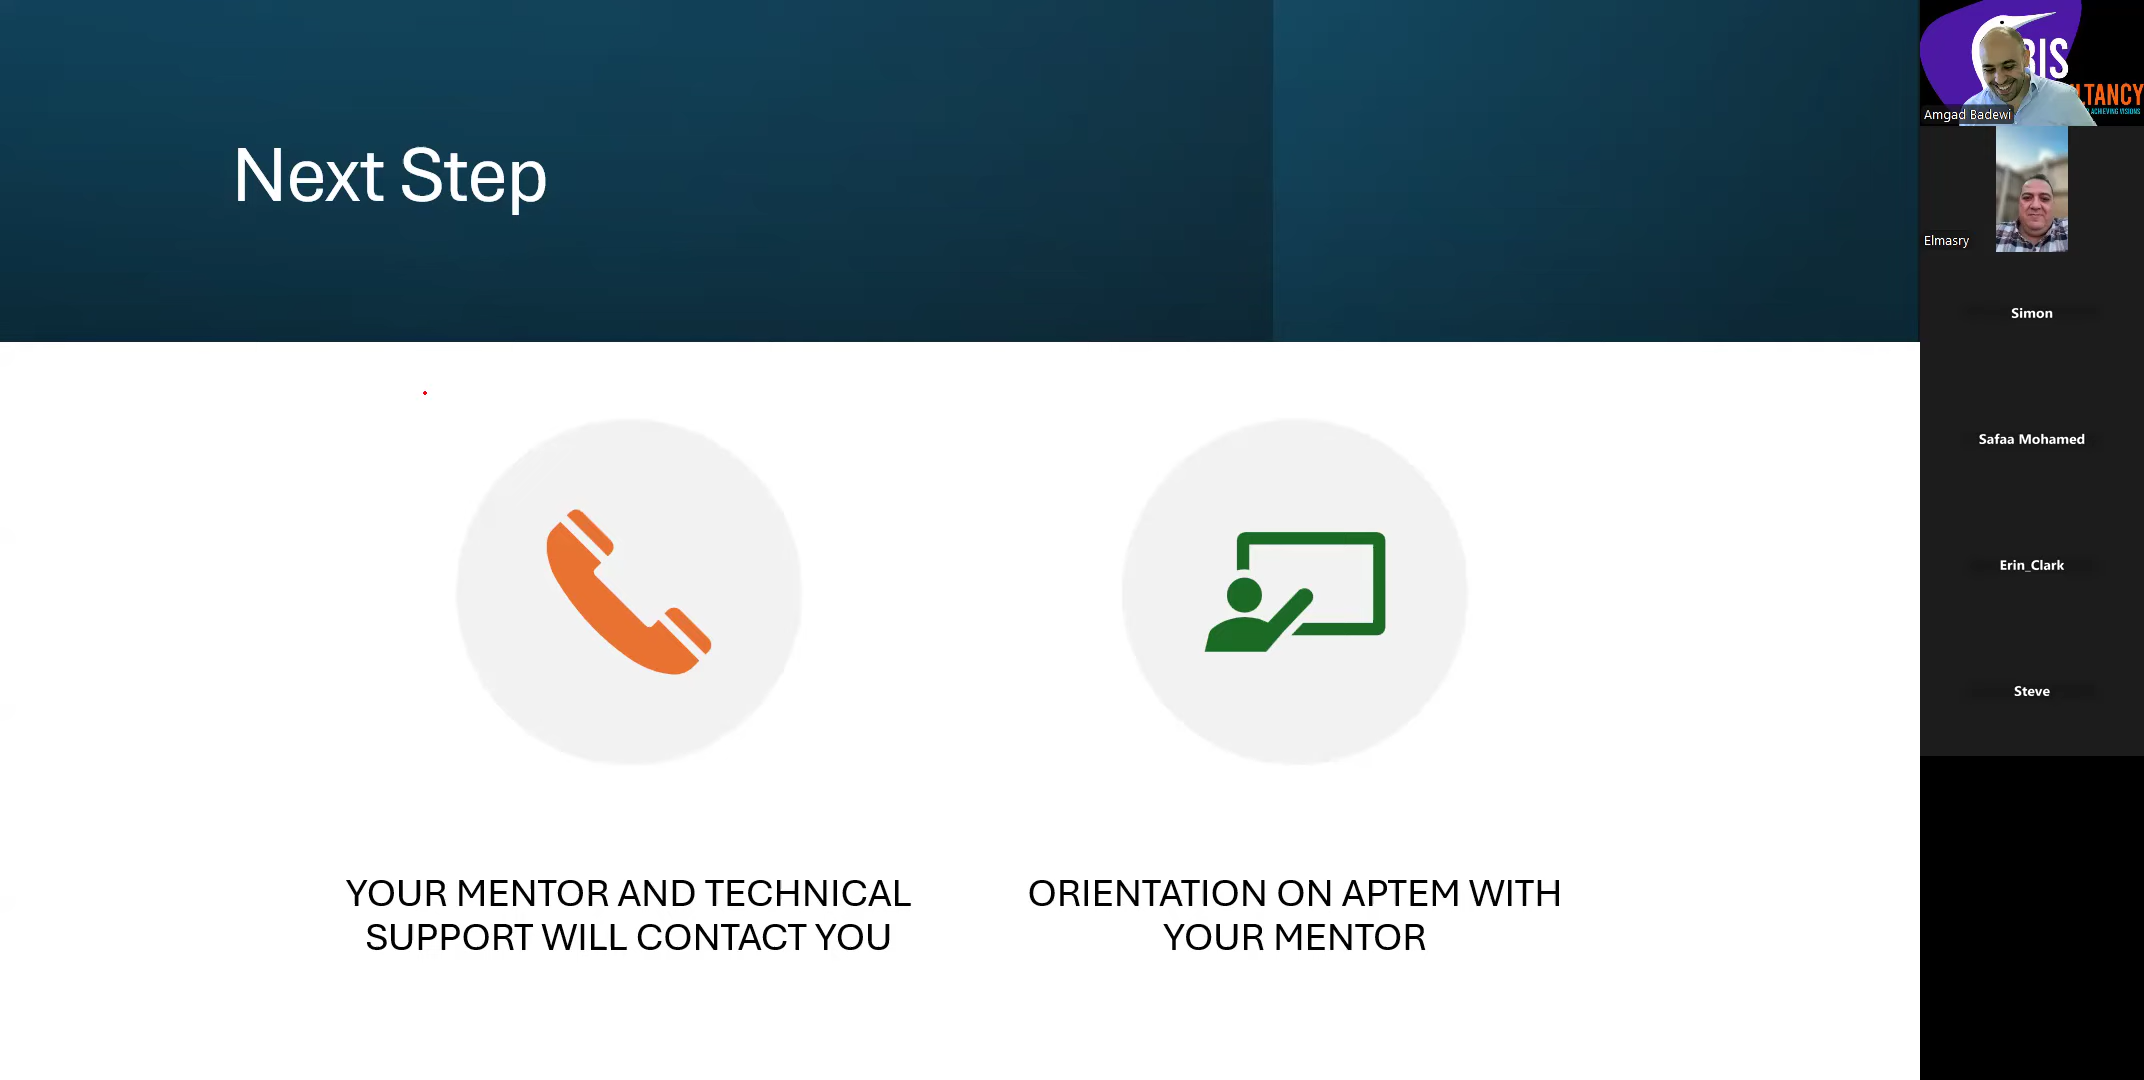 Next Step
YOUR MENTOR AND TECHNICAL
SUPPORT WILL CONTACT YOU
ORIENTATION ON APTEM WITH
YOUR MENTOR
Amgad Badewi
Elmasry
Simon
Safaa Mohamed
Erin_Clark
Steve